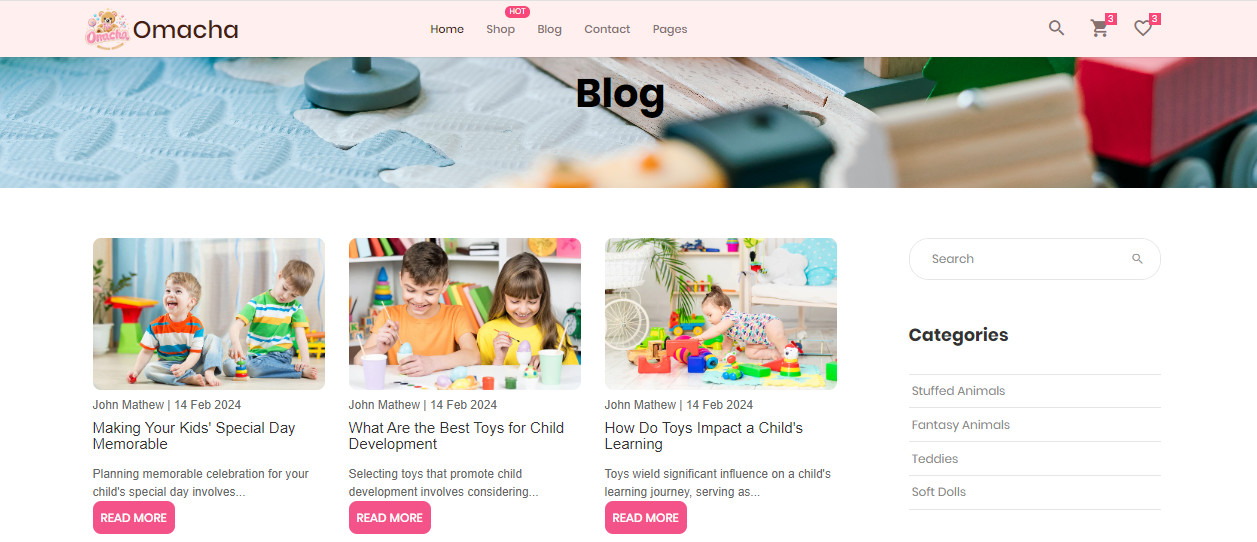 Omacha
Omacha
Home
Shop
HOT
Blog
Contact
Pages
3
3
Blog
John Mathew | 14 Feb 2024
Making Your Kids' Special Day
Memorable
Planning memorable celebration for your
child's special day involves...
READ MORE
John Mathew | 14 Feb 2024
What Are the Best Toys for Child
Development
Selecting toys that promote child
development involves considering...
READ MORE
John Mathew | 14 Feb 2024
How Do Toys Impact a Child's
Learning
Toys wield significant influence on a child's
learning journey, serving as...
READ MORE
Search
Categories
Stuffed Animals
Fantasy Animals
Teddies
Soft Dolls